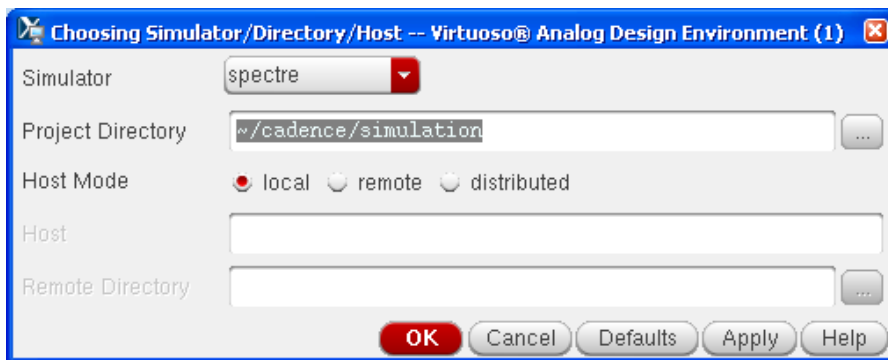 Choosing Simulator/Directory/Host -- Virtuoso® Analog Design Environment (1)
Simulator spectre
Project Directory ~/cadence/simulation ...
Host Mode local remote distributed
Host
Remote Directory ...
OK Cancel Defaults Apply Help